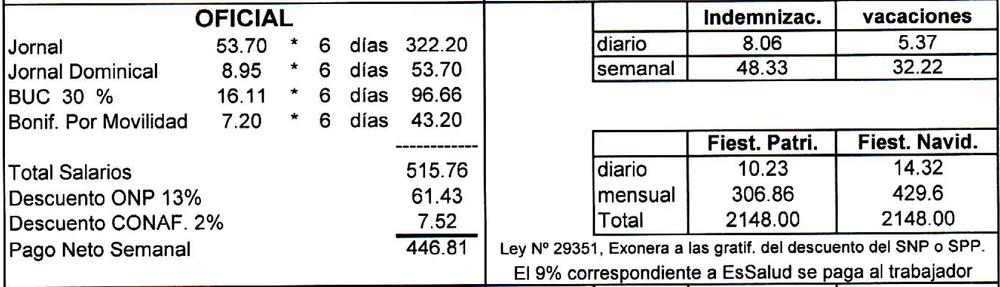 OFICIAL
Jornal 53.70 * 6 días 322.20
Jornal Dominical 8.95 * 6 días 53.70
BUC 30 % 16.11 * 6 días 96.66
Bonif. Por Movilidad 7.20 * 6 días 43.20
------------
Total Salarios 515.76
Descuento ONP 13% 61.43
Descuento CONAF. 2% 7.52
Pago Neto Semanal 446.81
Indemnizac. vacaciones
diario 8.06 5.37
semanal 48.33 32.22
Fiest. Patri. Fiest. Navid.
diario 10.23 14.32
mensual 306.86 429.6
Total 2148.00 2148.00
Ley Nº 29351, Exonera a las gratif. del descuento del SNP o SPP.
El 9% correspondiente a EsSalud se paga al trabajador